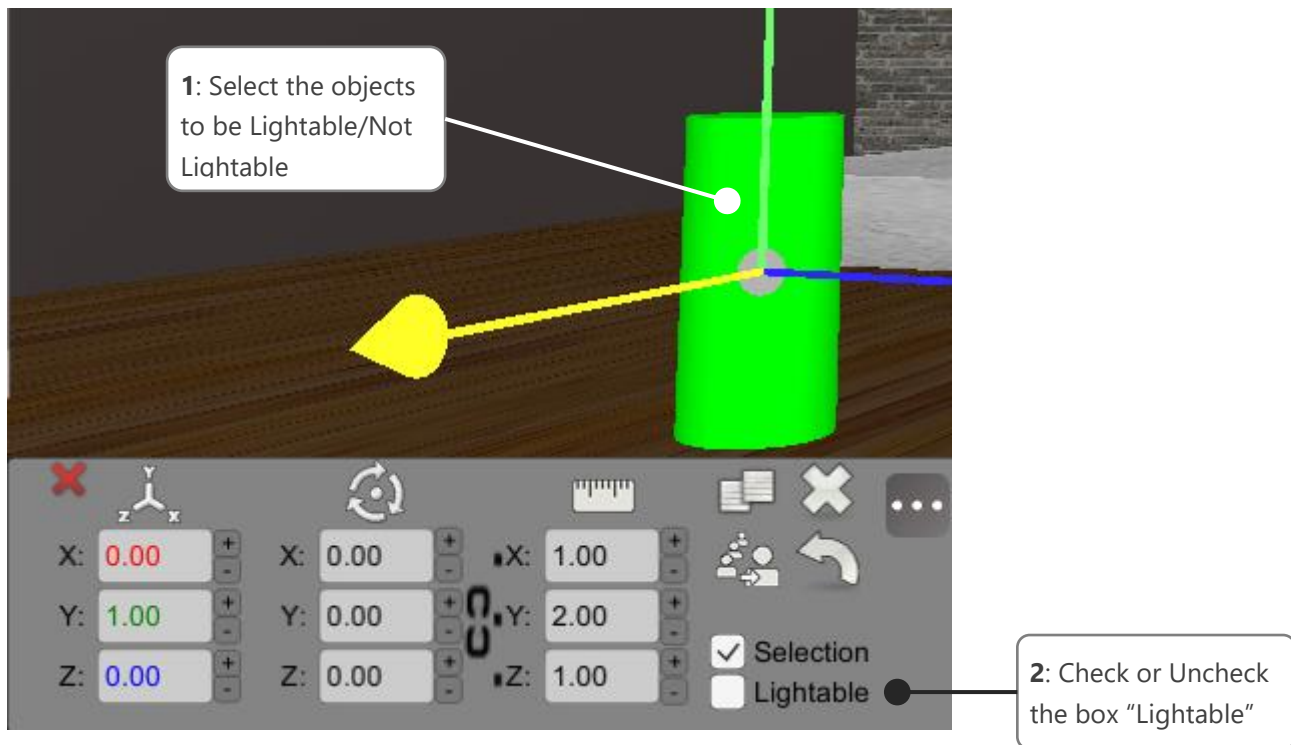 1: Select the objects
to be Lightable/Not
Lightable
Y
Z X
X: 0.00 + - X: 0.00 + - X: 1.00 + -
Y: 1.00 + - Y: 0.00 + - Y: 2.00 + -
Z: 0.00 + - Z: 0.00 + - Z: 1.00 + -
Selection
Lightable
2: Check or Uncheck
the box “Lightable”